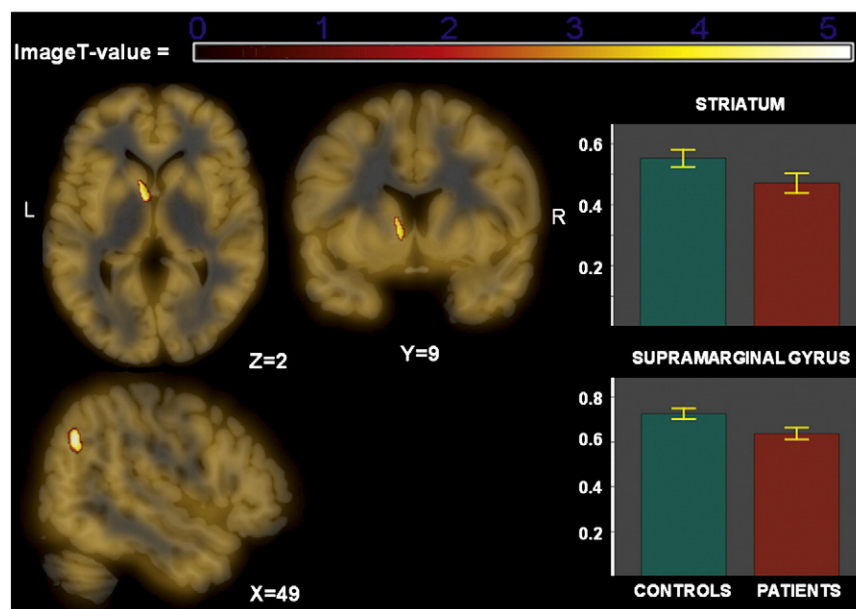 0 1 2 3 4 5
ImageT-value =
STRIATUM
0.6
0.4
0.2
L
R
Z=2
Y=9
SUPRAMARGINAL GYRUS
0.8
0.6
0.4
0.2
X=49
CONTROLS PATIENTS